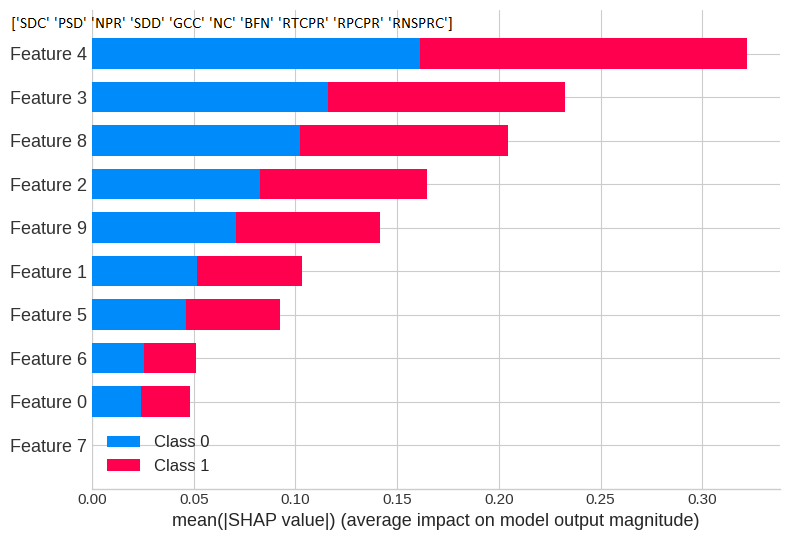 ['SDC' 'PSD' 'NPR' 'SDD' 'GCC' 'NC' 'BFN' 'RTCPR' 'RPCPR' 'RNSPRC']
Feature 4
Feature 3
Feature 8
Feature 2
Feature 9
Feature 1
Feature 5
Feature 6
Feature 0
Feature 7
Class 0
Class 1
0.00 0.05 0.10 0.15 0.20 0.25 0.30
mean(|SHAP value|) (average impact on model output magnitude)